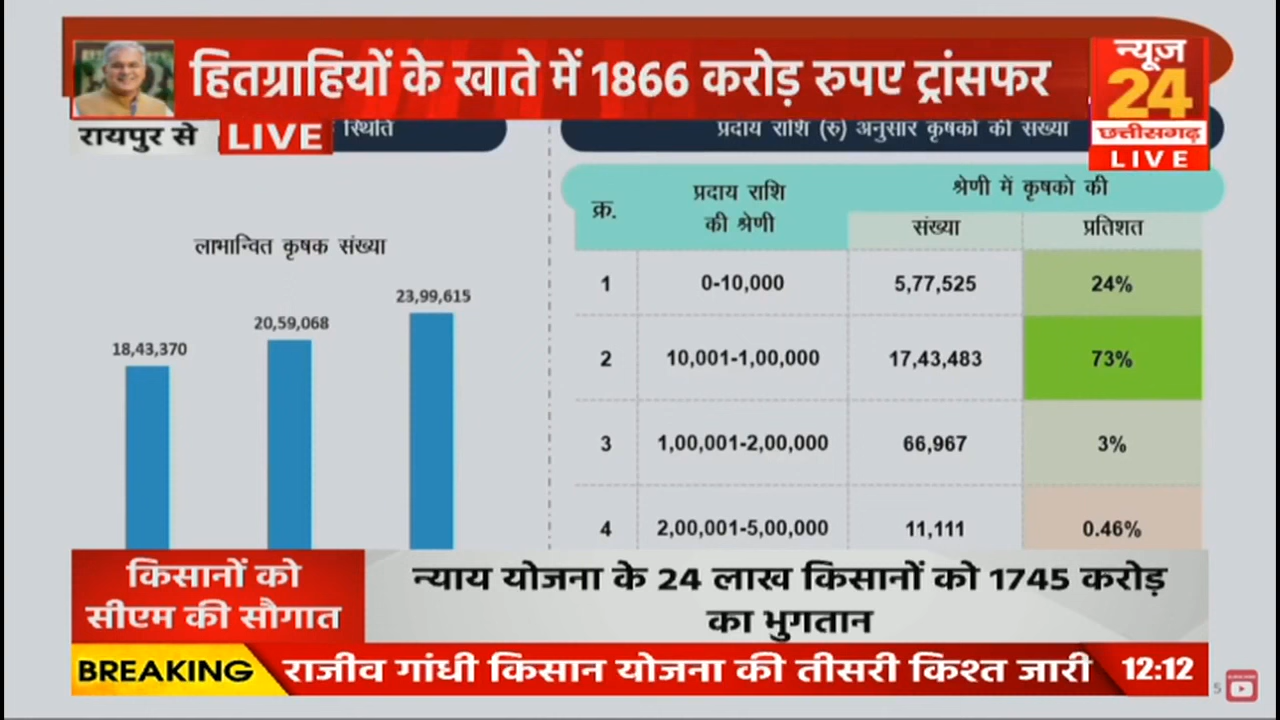 हितग्राहियों के खाते में 1866 करोड़ रुपए ट्रांसफर
न्यूज़
24
छत्तीसगढ़
LIVE
रायपुर से LIVE
स्थिति
प्रदाय राशि (रु) अनुसार कृषको की संख्या
लाभान्वित कृषक संख्या
18,43,370
20,59,068
23,99,615
क्र.
प्रदाय राशि
की श्रेणी
श्रेणी में कृषको की
संख्या प्रतिशत
1 0-10,000 5,77,525 24%
2 10,001-1,00,000 17,43,483 73%
3 1,00,001-2,00,000 66,967 3%
4 2,00,001-5,00,000 11,111 0.46%
किसानों को
सीएम की सौगात
न्याय योजना के 24 लाख किसानों को 1745 करोड़
का भुगतान
BREAKING राजीव गांधी किसान योजना की तीसरी किश्त जारी 12:12
5